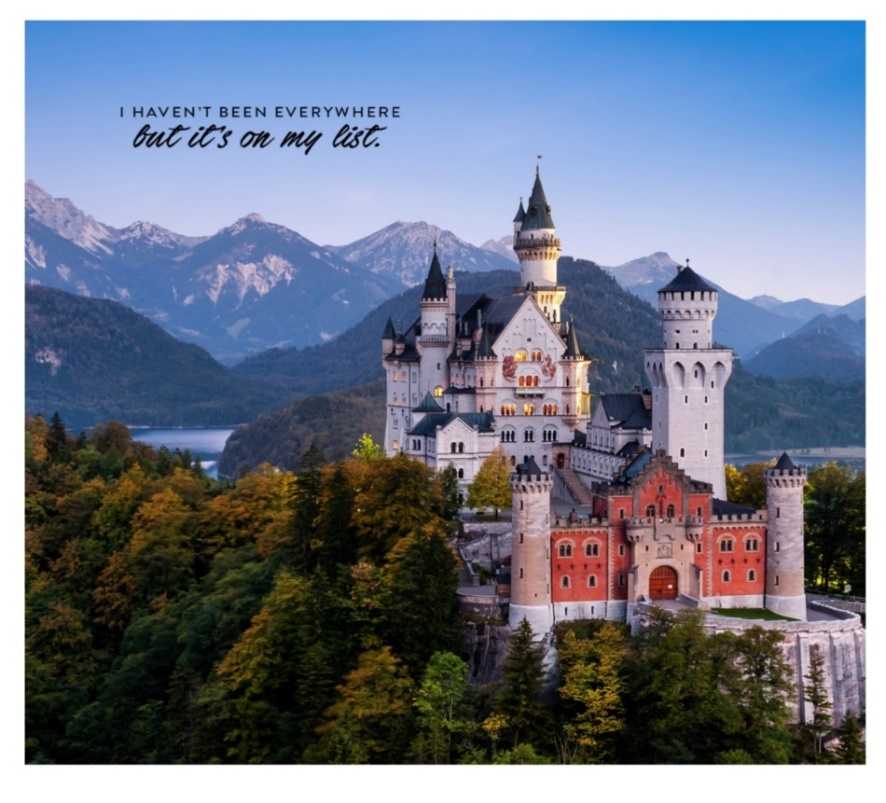 I HAVEN'T BEEN EVERYWHERE
but it's on my list.